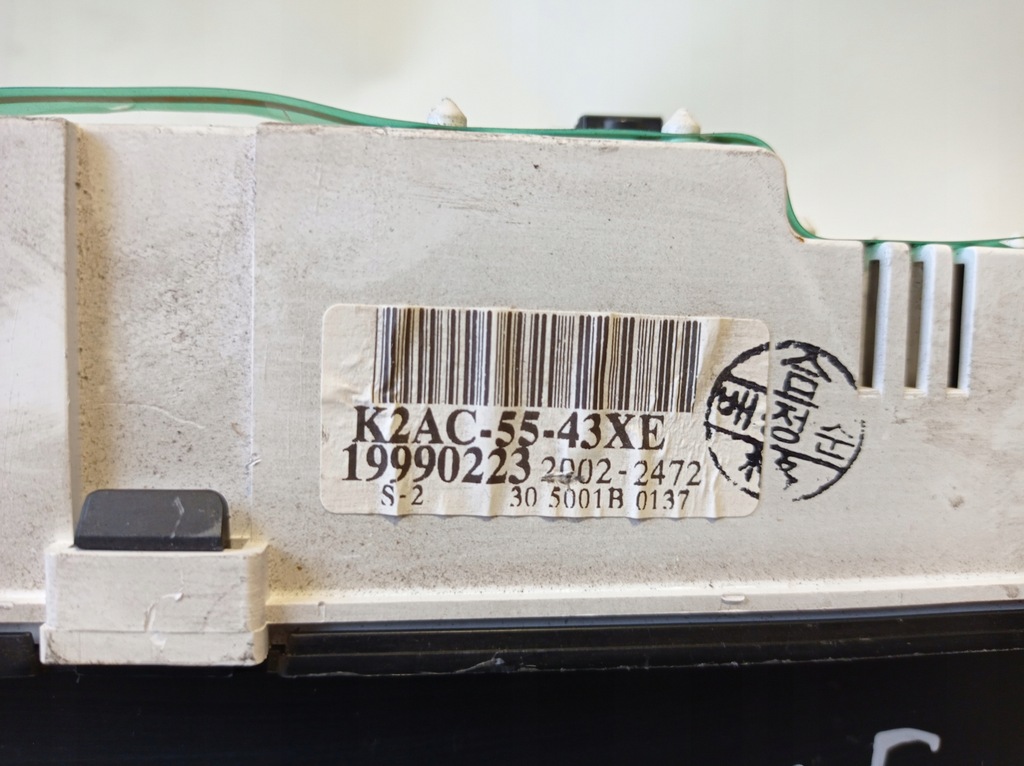 K2AC-55-43XE
19990223 2002-2472
S-2 30 5001B 0137